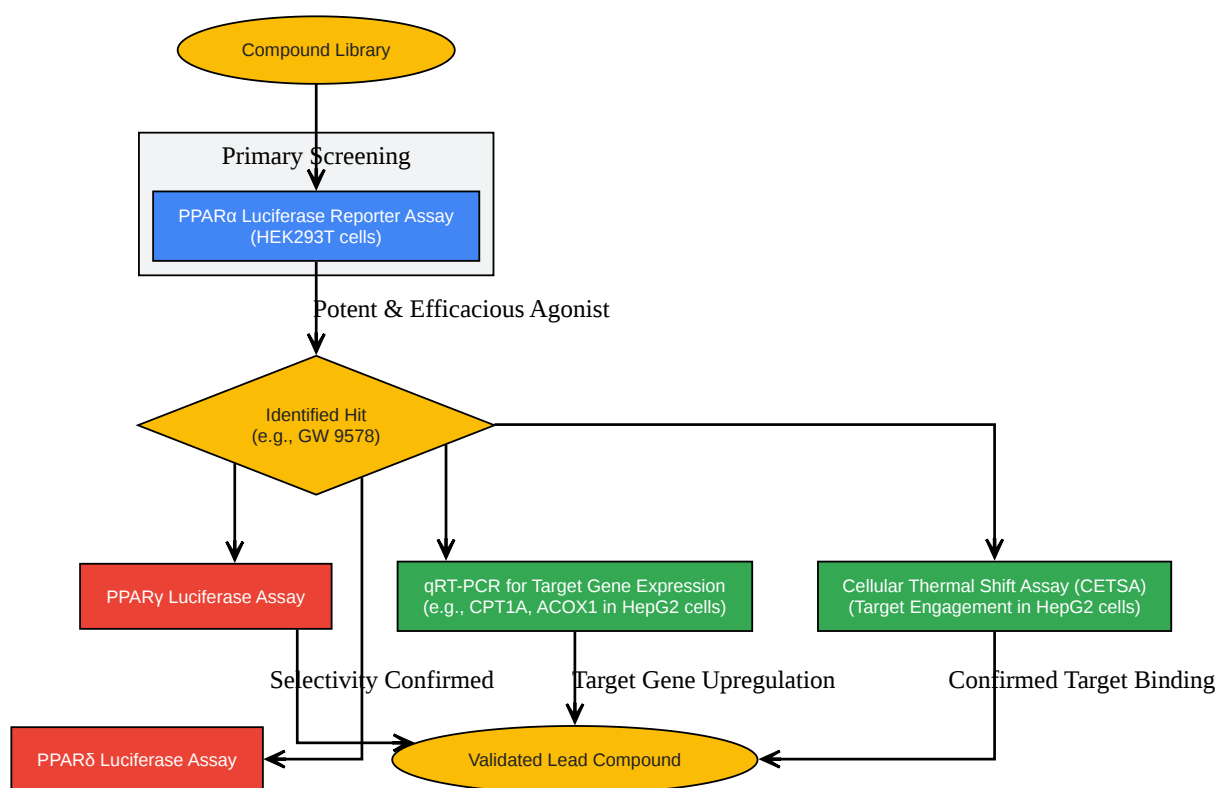 Compound Library
Primary Screening
PPARα Luciferase Reporter Assay
(HEK293T cells)
Potent & Efficacious Agonist
Identified Hit
(e.g., GW 9578)
PPARγ Luciferase Assay
qRT-PCR for Target Gene Expression
(e.g., CPT1A, ACOX1 in HepG2 cells)
Cellular Thermal Shift Assay (CETSA)
(Target Engagement in HepG2 cells)
Selectivity Confirmed
Target Gene Upregulation
Confirmed Target Binding
PPARδ Luciferase Assay
Validated Lead Compound